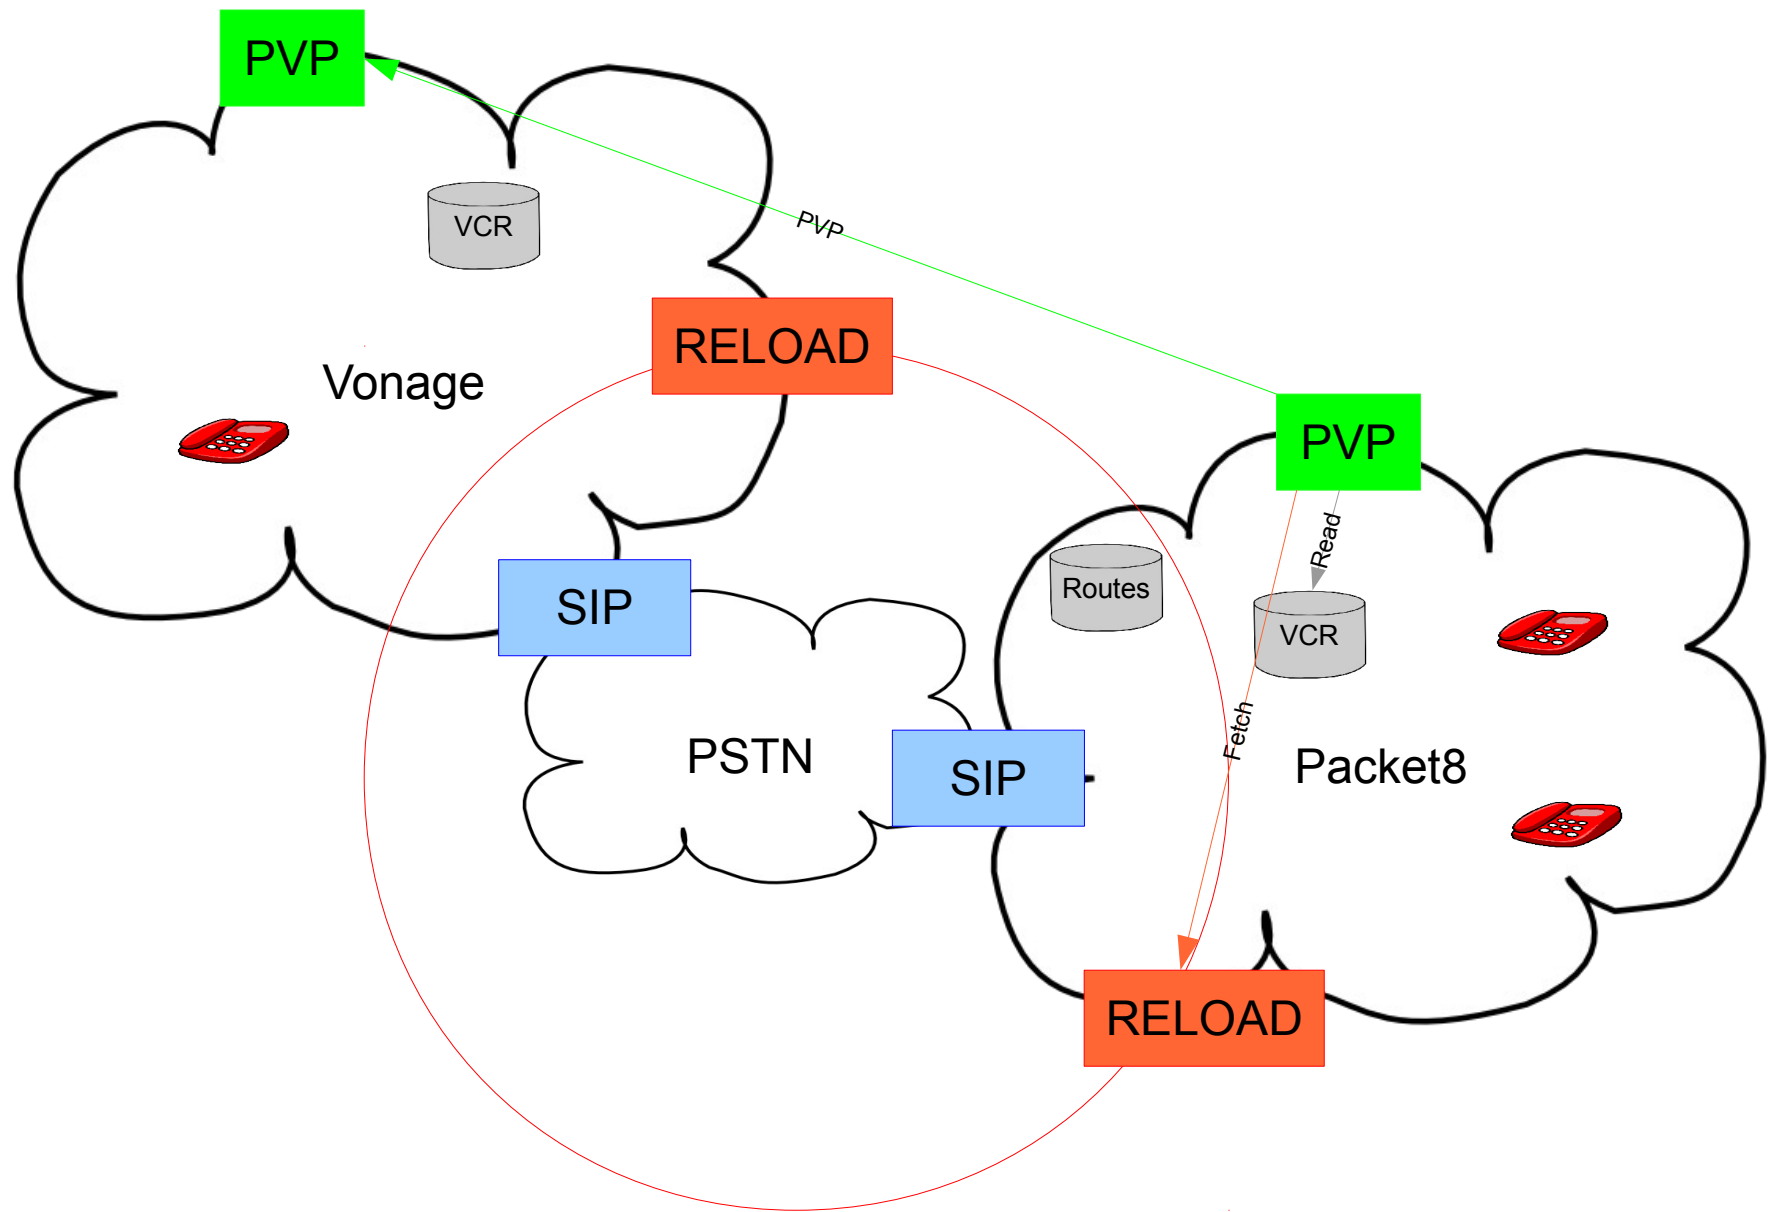 PVP
VCR
PVP
RELOAD
Vonage
PVP
Read
Routes
SIP
VCR
Fetch
PSTN
SIP
Packet8
RELOAD